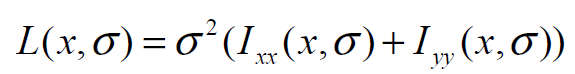 L(x,σ) = σ²(I_xx(x,σ) + I_yy(x,σ))